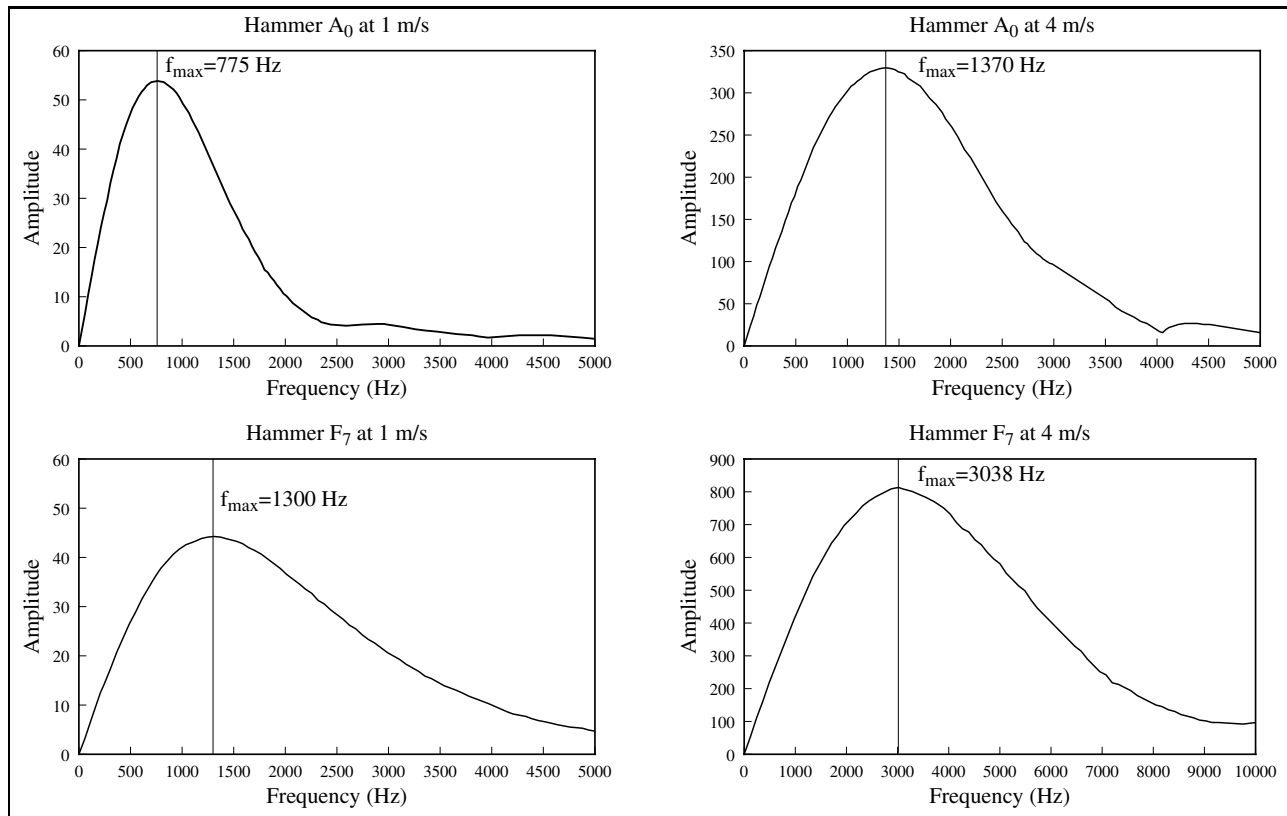 Hammer A0 at 1 m/s
fmax=775 Hz
60
50
40
30
20
10
0
Amplitude
0 500 1000 1500 2000 2500 3000 3500 4000 4500 5000
Frequency (Hz)
Hammer A0 at 4 m/s
fmax=1370 Hz
350
300
250
200
150
100
50
0
Amplitude
0 500 1000 1500 2000 2500 3000 3500 4000 4500 5000
Frequency (Hz)
Hammer F7 at 1 m/s
fmax=1300 Hz
60
50
40
30
20
10
0
Amplitude
0 500 1000 1500 2000 2500 3000 3500 4000 4500 5000
Frequency (Hz)
Hammer F7 at 4 m/s
fmax=3038 Hz
900
800
700
600
500
400
300
200
100
0
Amplitude
0 1000 2000 3000 4000 5000 6000 7000 8000 9000 10000
Frequency (Hz)